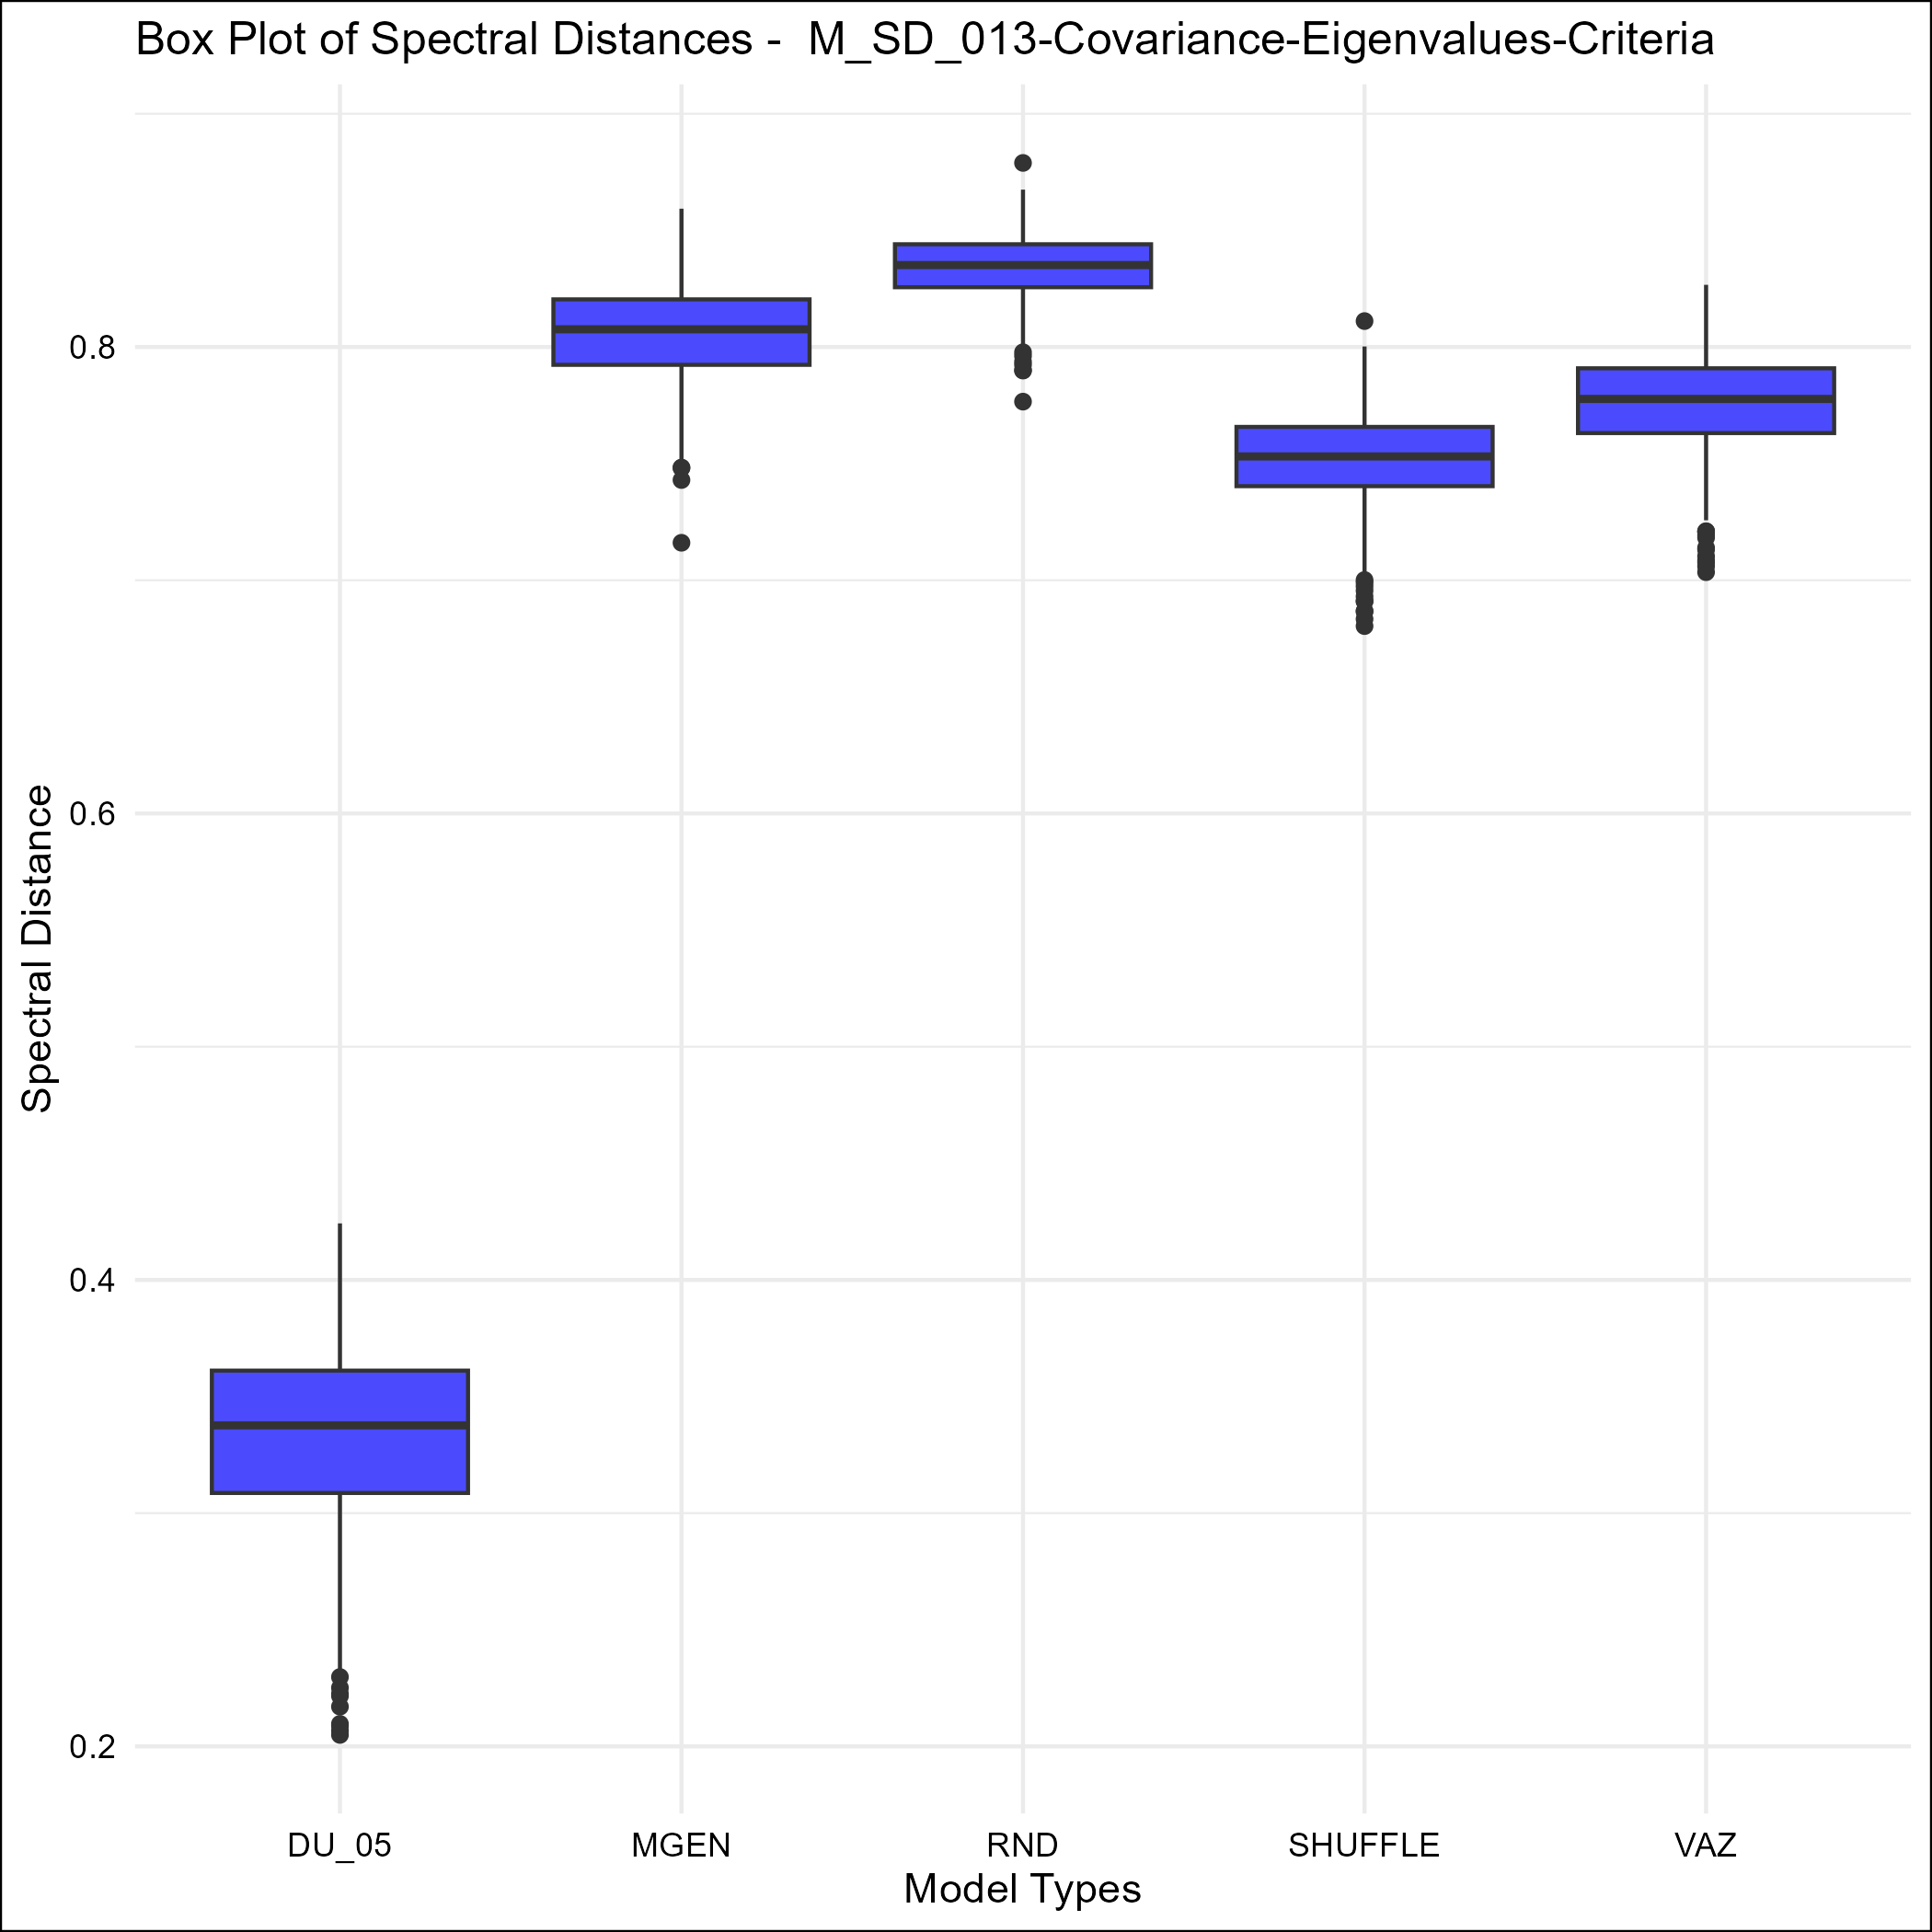 Box Plot of Spectral Distances -  M_SD_013-Covariance-Eigenvalues-Criteria
Spectral Distance
0.8
0.6
0.4
0.2
DU_05 MGEN RND SHUFFLE VAZ
Model Types